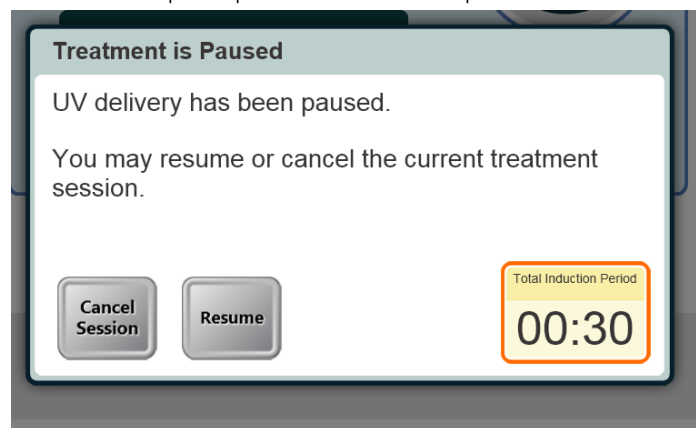 Treatment is Paused
UV delivery has been paused.
You may resume or cancel the current treatment
session.
Cancel
Session
Resume
Total Induction Period
00:30